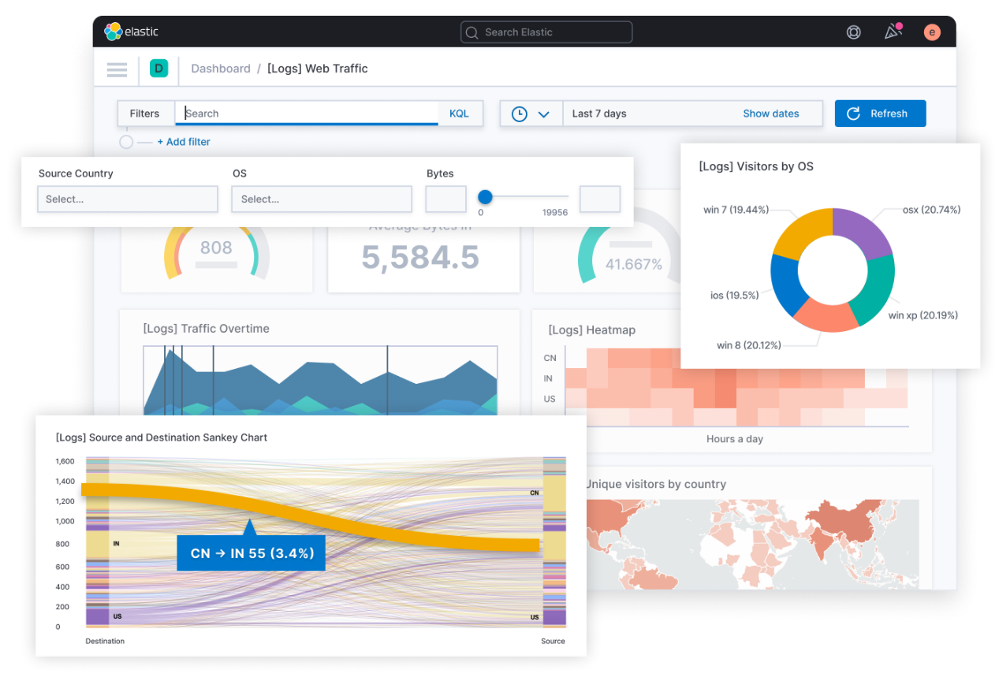 elastic
Search Elastic
e
D
Dashboard / [Logs] Web Traffic
Filters
Search
KQL
Last 7 days
Show dates
Refresh
+ Add filter
Source Country
OS
Bytes
Select...
Select...
0
19956
808
Average Bytes In
5,584.5
41.667%
[Logs] Visitors by OS
win 7 (19.44%)
osx (20.74%)
ios (19.5%)
win xp (20.19%)
win 8 (20.12%)
[Logs] Traffic Overtime
[Logs] Heatmap
CN
IN
US
Hours a day
[Logs] Source and Destination Sankey Chart
1,600
1,400
1,200
1,000
800
600
400
200
0
CN
IN
CN → IN 55 (3.4%)
US
US
Destination
Source
Unique visitors by country